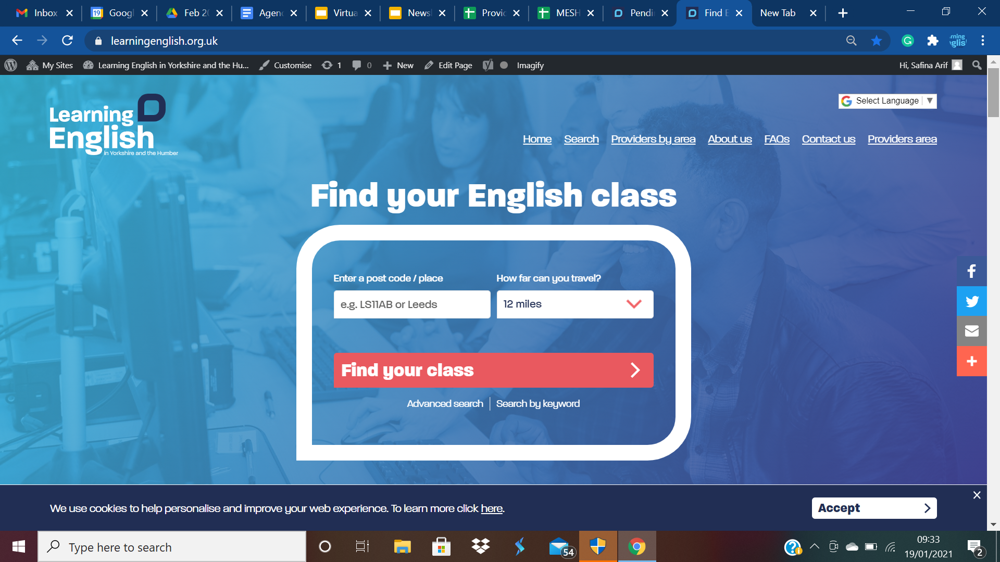 Inbox
19
Googl
Feb 20
Agend
Virtua
Newsl
Provid
MESH
Pendi
Find E
New Tab
learningenglish.org.uk
My Sites
Learning English in Yorkshire and the Hu...
Customise
1
0
New
Edit Page
Imagify
Hi, Safina Arif
Learning
English
in Yorkshire and the Humber
Select Language ▼
Home
Search
Providers by area
About us
FAQs
Contact us
Providers area
Find your English class
Enter a post code / place
How far can you travel?
e.g. LS11AB or Leeds
12 miles
Find your class
Advanced search
Search by keyword
We use cookies to help personalise and improve your web experience. To learn more click here.
Accept
Type here to search
54
09:33
19/01/2021
2